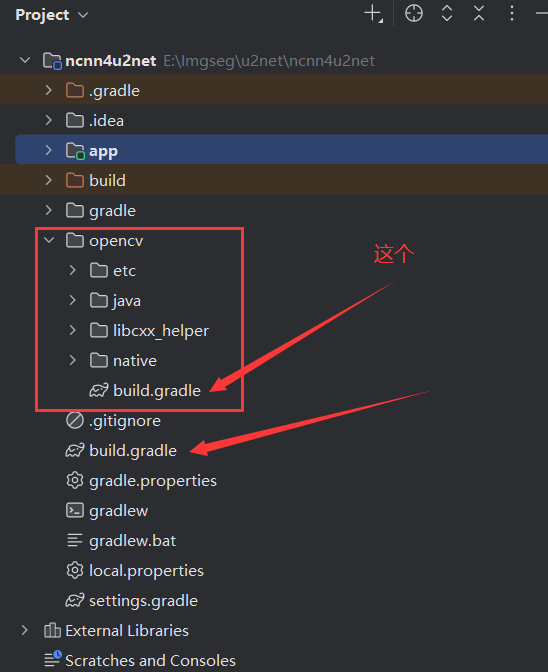 Project
ncnn4u2net E:\Imgseg\u2net\ncnn4u2net
.gradle
.idea
app
build
gradle
opencv
这个
etc
java
libcxx_helper
native
build.gradle
.gitignore
build.gradle
gradle.properties
gradlew
gradlew.bat
local.properties
settings.gradle
External Libraries
Scratches and Consoles